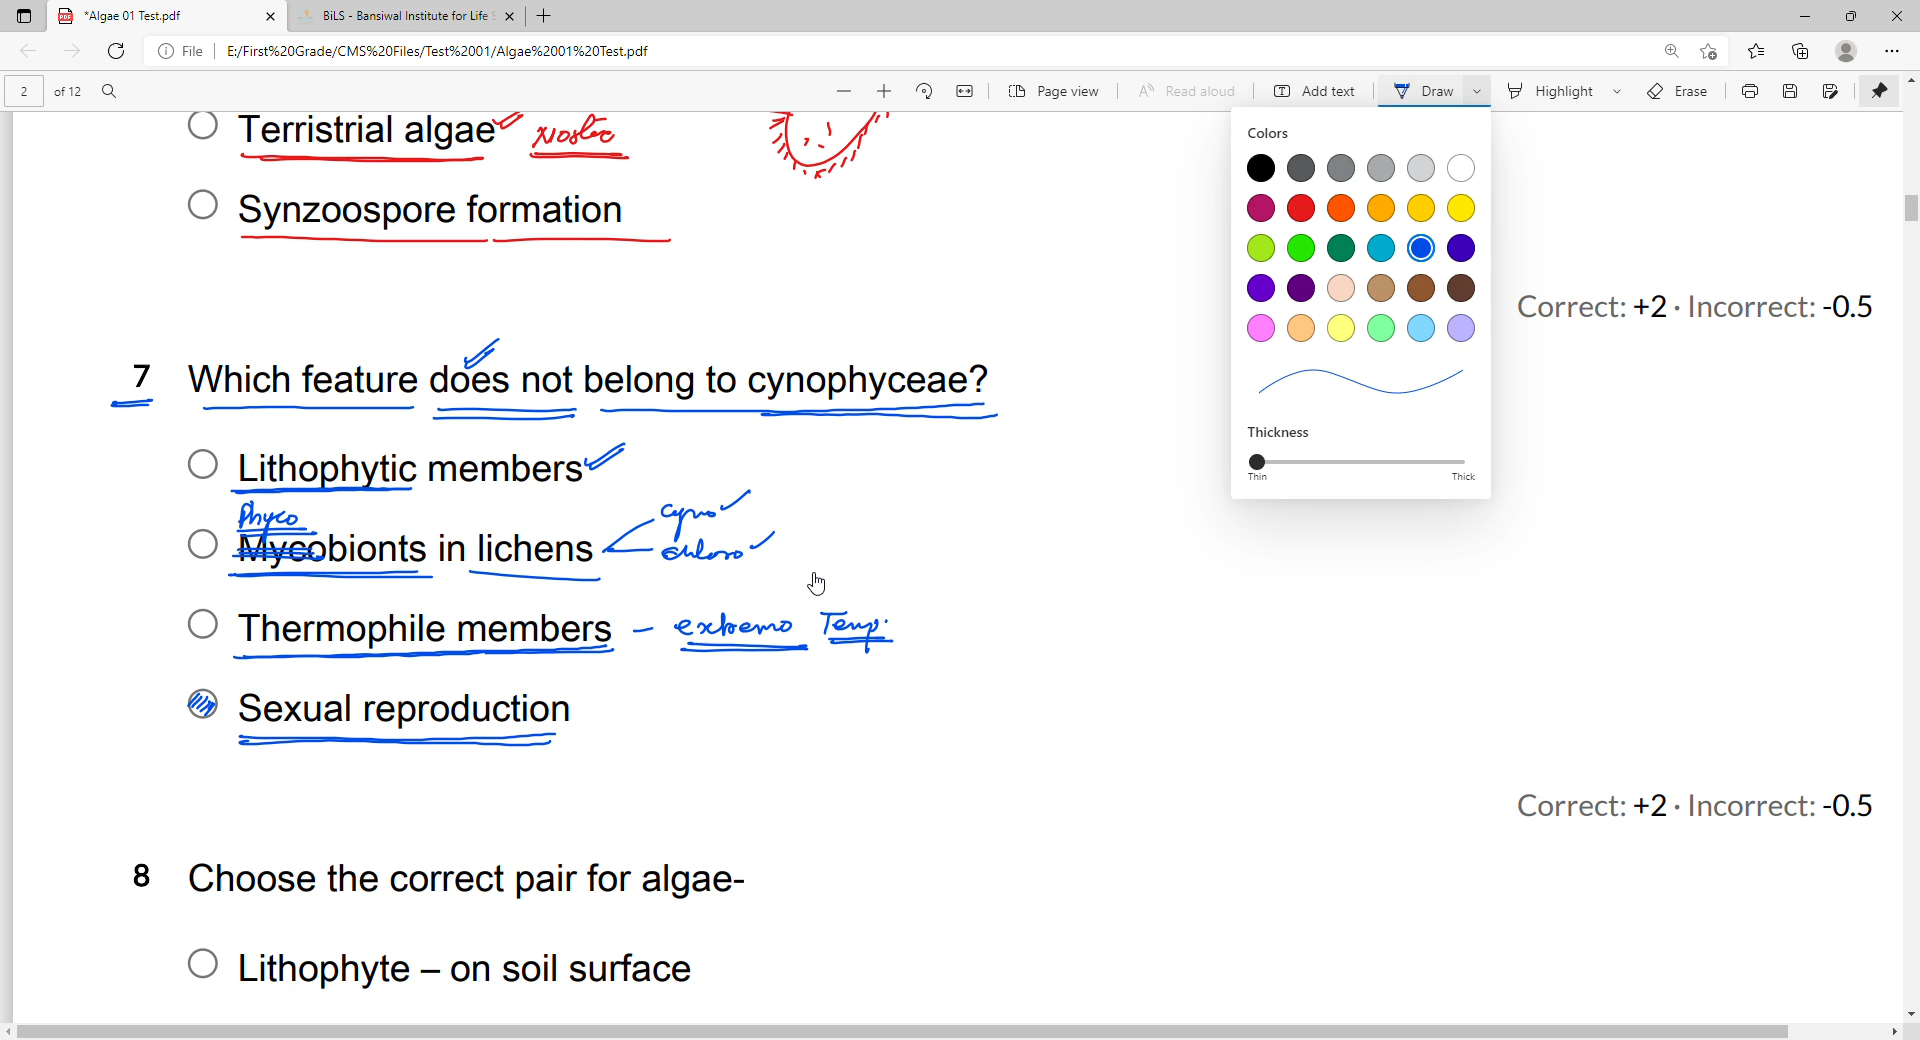 *Algae 01 Test.pdf
BiLS - Bansiwal Institute for Life S
File
E:/First%20Grade/CMS%20Files/Test%2001/Algae%2001%20Test.pdf
2 of 12
Page view
Read aloud
Add text
Draw
Highlight
Erase
Terristrial algae Nostoc
Synzoospore formation
Colors
Thickness
Thin Thick
Correct: +2 · Incorrect: -0.5
7 Which feature does not belong to cynophyceae?
Lithophytic members
Phyco
Cyno
Mycobionts in lichens
Chloro
Thermophile members - extremo Temp.
Sexual reproduction
Correct: +2 · Incorrect: -0.5
8 Choose the correct pair for algae-
Lithophyte – on soil surface